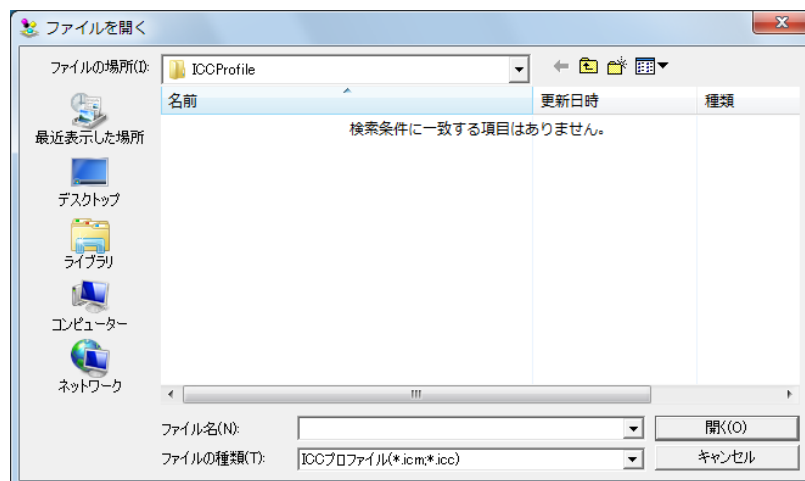 ファイルを開く
ファイルの場所(I):
ICCProfile
名前
更新日時
種類
検索条件に一致する項目はありません。
最近表示した場所
デスクトップ
ライブラリ
コンピューター
ネットワーク
ファイル名(N):
開く(O)
ファイルの種類(T):
ICCプロファイル(*.icm;*.icc)
キャンセル